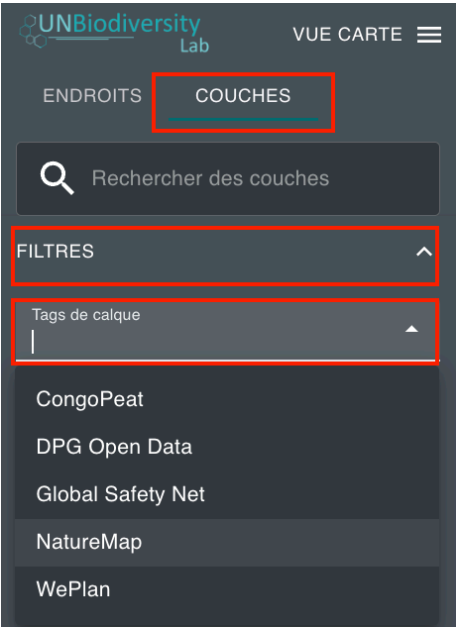 UNBiodiversity
Lab
VUE CARTE
ENDROITS COUCHES
Rechercher des couches
FILTRES
Tags de calque
CongoPeat
DPG Open Data
Global Safety Net
NatureMap
WePlan